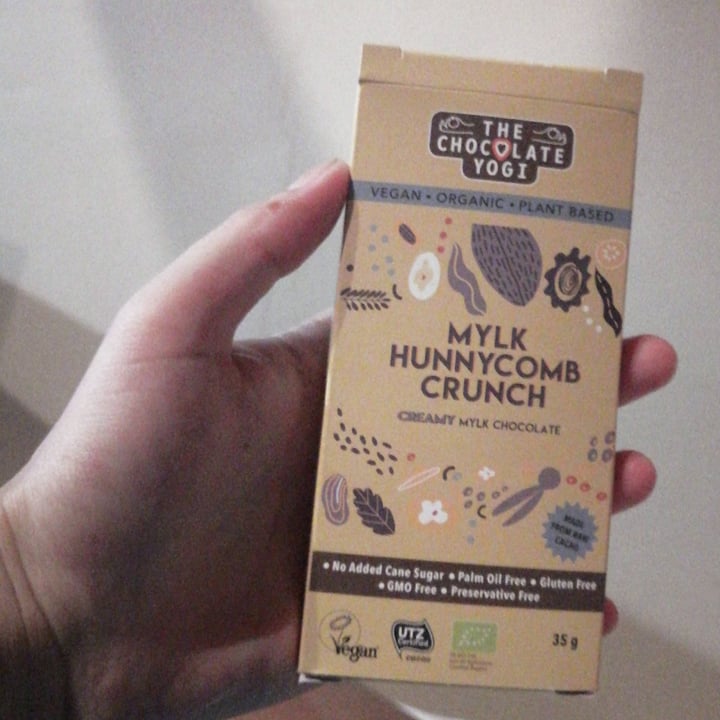 THE
CHOCOLATE
YOGI
VEGAN • ORGANIC • PLANT BASED
MYLK
HUNNYCOMB
CRUNCH
CREAMY MYLK CHOCOLATE
MADE
FROM RAW
CACAO
• No Added Cane Sugar • Palm Oil Free • Gluten Free
• GMO Free • Preservative Free
Vegan
UTZ
Certified
cacao
35 g